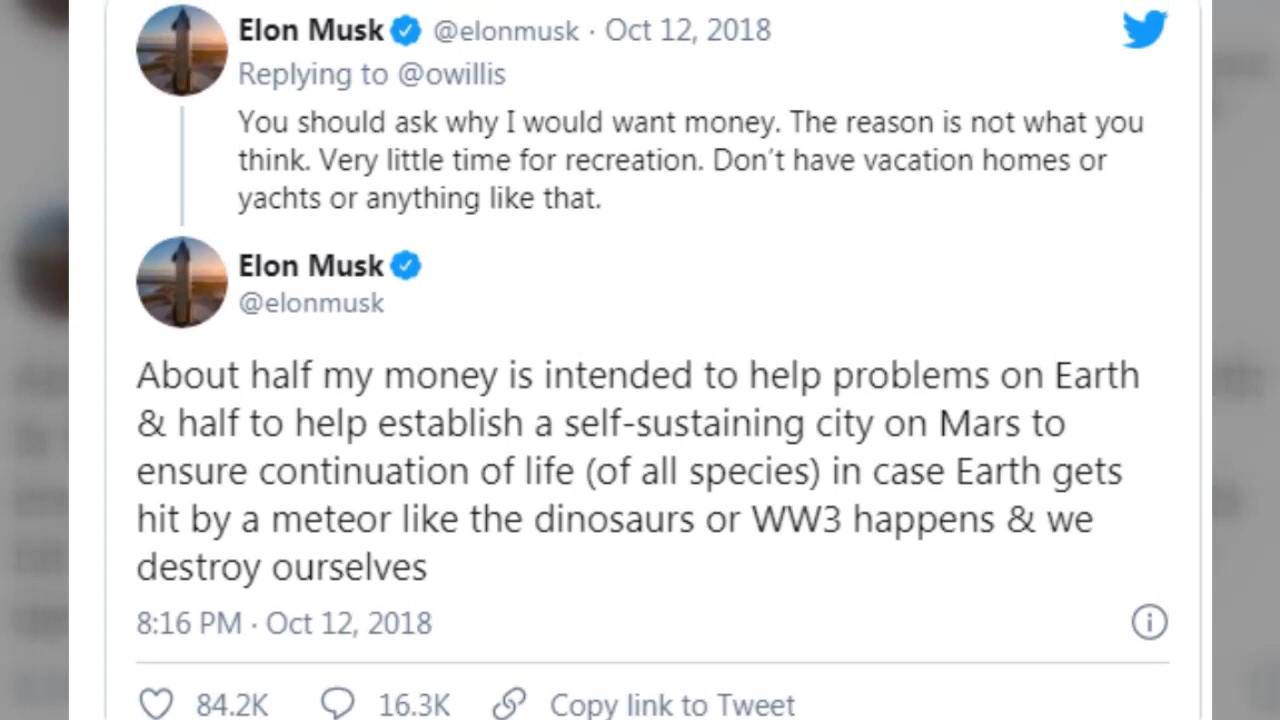 Elon Musk @elonmusk · Oct 12, 2018
Replying to @owillis
You should ask why I would want money. The reason is not what you
think. Very little time for recreation. Don’t have vacation homes or
yachts or anything like that.
Elon Musk
@elonmusk
About half my money is intended to help problems on Earth
& half to help establish a self-sustaining city on Mars to
ensure continuation of life (of all species) in case Earth gets
hit by a meteor like the dinosaurs or WW3 happens & we
destroy ourselves
8:16 PM · Oct 12, 2018
84.2K 16.3K Copy link to Tweet